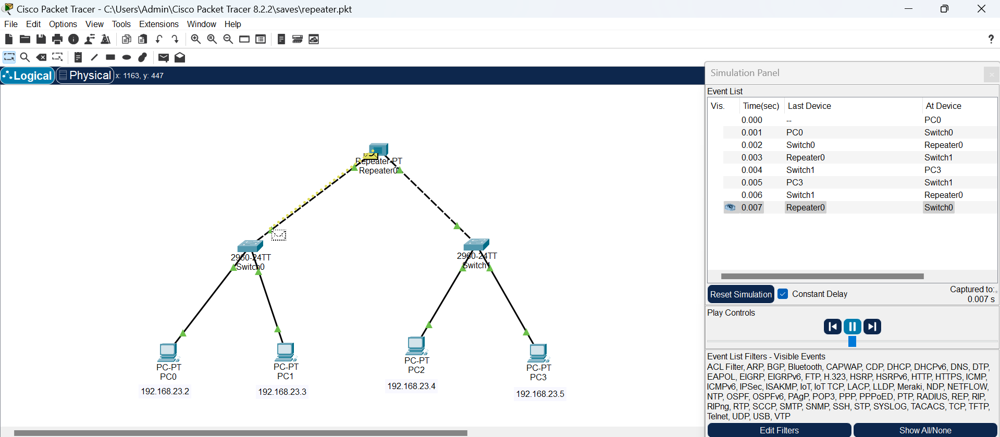 Cisco Packet Tracer - C:\Users\Admin\Cisco Packet Tracer 8.2.2\saves\repeater.pkt
File Edit Options View Tools Extensions Window Help
?
Logical Physical x: 1163, y: 447
Repeater-PT
Repeater0
2960-24TT
Switch0
2960-24TT
Switch1
PC-PT
PC0
192.168.23.2
PC-PT
PC1
192.168.23.3
PC-PT
PC2
192.168.23.4
PC-PT
PC3
192.168.23.5
Simulation Panel
Event List
Vis. Time(sec) Last Device At Device
0.000 -- PC0
0.001 PC0 Switch0
0.002 Switch0 Repeater0
0.003 Repeater0 Switch1
0.004 Switch1 PC3
0.005 PC3 Switch1
0.006 Switch1 Repeater0
0.007 Repeater0 Switch0
Reset Simulation Constant Delay Captured to:
0.007 s
Play Controls
Event List Filters - Visible Events
ACL Filter, ARP, BGP, Bluetooth, CAPWAP, CDP, DHCP, DHCPv6, DNS, DTP,
EAPOL, EIGRP, EIGRPv6, FTP, H.323, HSRP, HSRPv6, HTTP, HTTPS, ICMP,
ICMPv6, IPSec, ISAKMP, IoT, IoT TCP, LACP, LLDP, Meraki, NDP, NETFLOW,
NTP, OSPF, OSPFv6, PAgP, POP3, PPP, PPPoED, PTP, RADIUS, REP, RIP,
RIPng, RTP, SCCP, SMTP, SNMP, SSH, STP, SYSLOG, TACACS, TCP, TFTP,
Telnet, UDP, USB, VTP
Edit Filters Show All/None